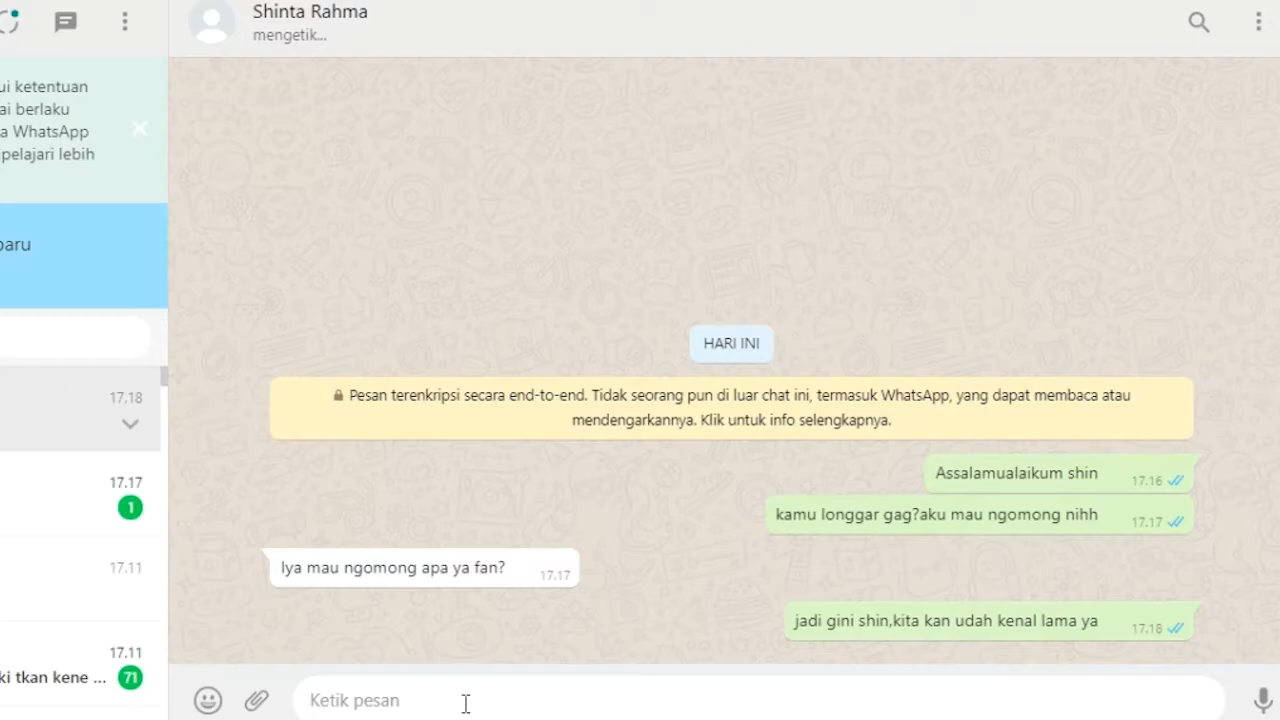 Shinta Rahma
mengetik...
ui ketentuan
ai berlaku
a WhatsApp
pelajari lebih
baru
HARI INI
17.18
Pesan terenkripsi secara end-to-end. Tidak seorang pun di luar chat ini, termasuk WhatsApp, yang dapat membaca atau
mendengarkannya. Klik untuk info selengkapnya.
Assalamualaikum shin 17.16
17.17
1
kamu longgar gag?aku mau ngomong nihh 17.17
Iya mau ngomong apa ya fan? 17.17
17.11
jadi gini shin,kita kan udah kenal lama ya 17.18
17.11
ki tkan kene ... 71
Ketik pesan